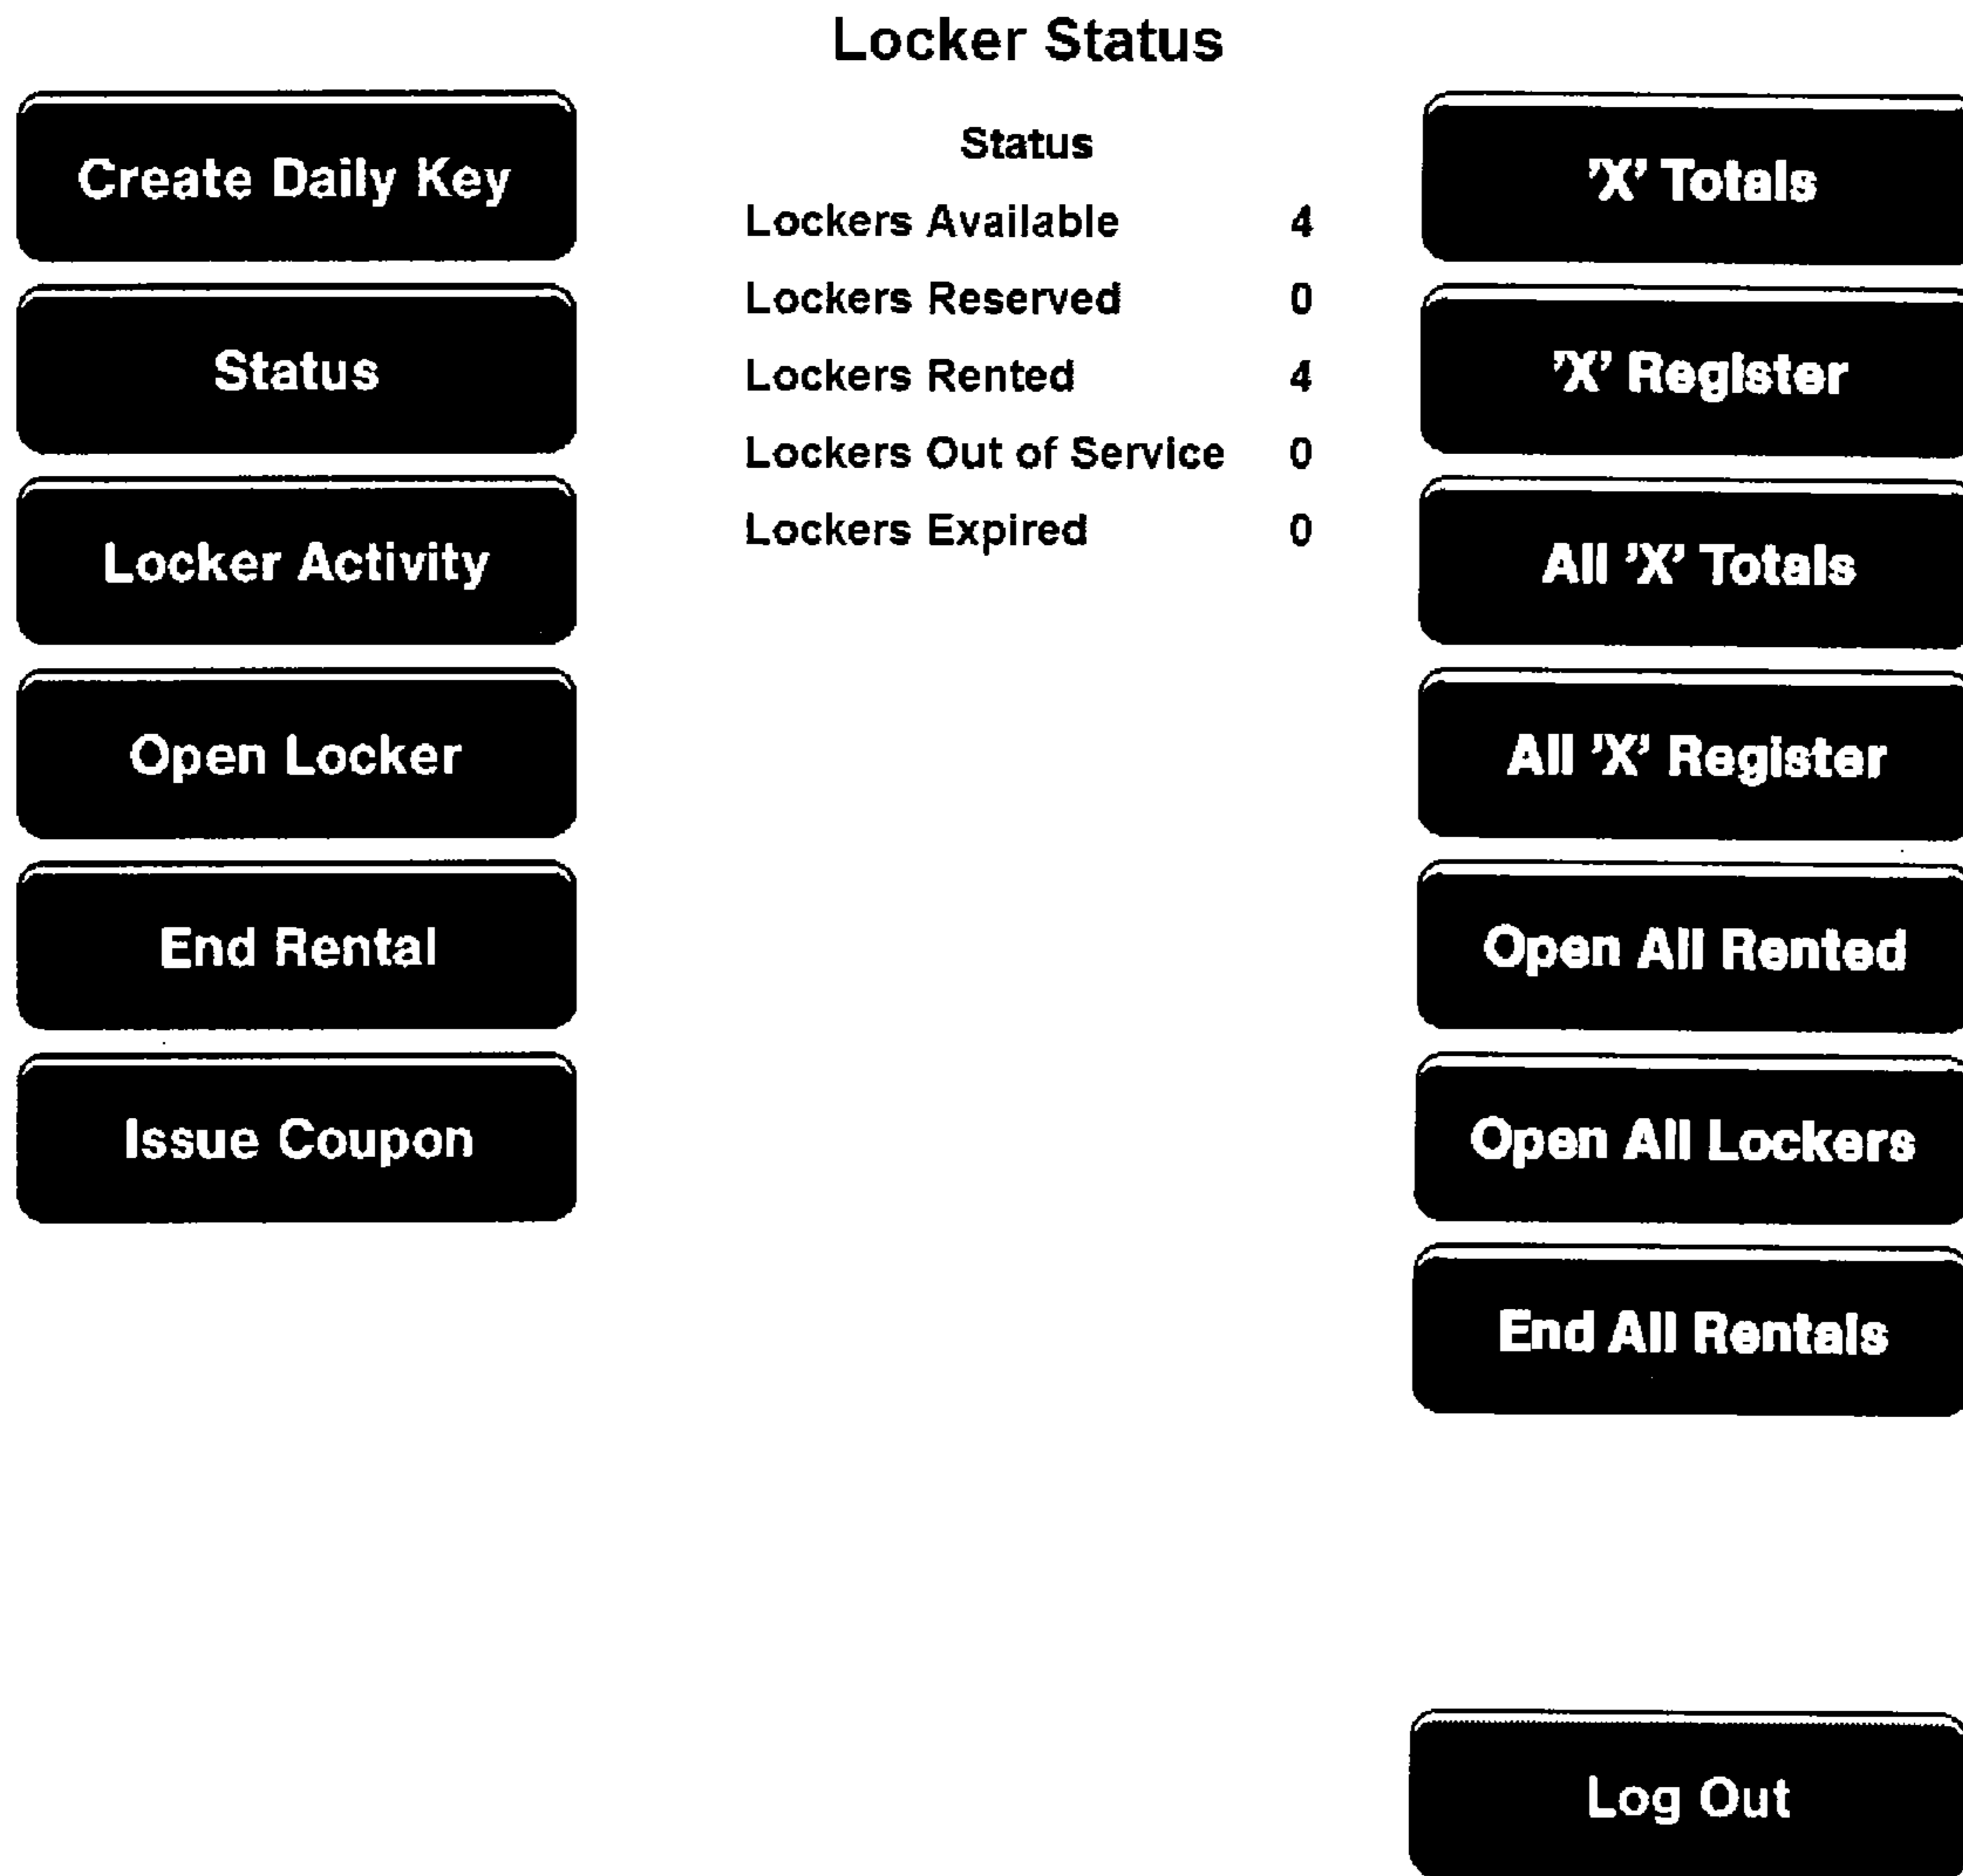 Locker Status
Create Daily Key
Status
Locker Activity
Open Locker
End Rental
Issue Coupon
Status
Lockers Available 4
Lockers Reserved 0
Lockers Rented 4
Lockers Out of Service 0
Lockers Expired 0
'X' Totals
'X' Register
All 'X' Totals
All 'X' Register
Open All Rented
Open All Lockers
End All Rentals
Log Out